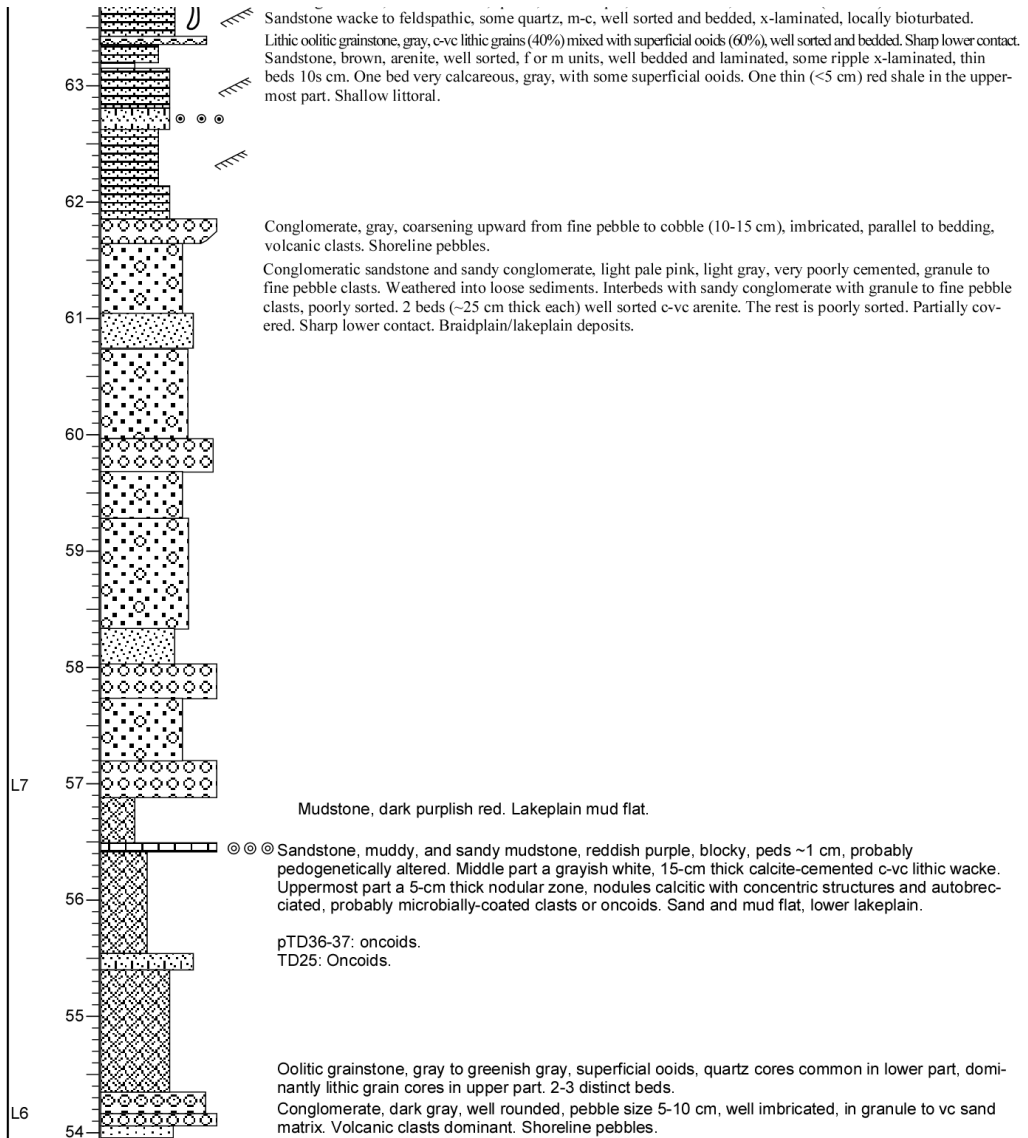 Sandstone wacke to feldspathic, some quartz, m-c, well sorted and bedded, x-laminated, locally bioturbated.
Lithic oolitic grainstone, gray, c-vc lithic grains (40%) mixed with superficial ooids (60%), well sorted and bedded. Sharp lower contact.
Sandstone, brown, arenite, well sorted, f or m units, well bedded and laminated, some ripple x-laminated, thin
beds 10s cm. One bed very calcareous, gray, with some superficial ooids. One thin (<5 cm) red shale in the upper-
most part. Shallow littoral.
63
62
Conglomerate, gray, coarsening upward from fine pebble to cobble (10-15 cm), imbricated, parallel to bedding,
volcanic clasts. Shoreline pebbles.
Conglomeratic sandstone and sandy conglomerate, light pale pink, light gray, very poorly cemented, granule to
fine pebble clasts. Weathered into loose sediments. Interbeds with sandy conglomerate with granule to fine pebble
clasts, poorly sorted. 2 beds (~25 cm thick each) well sorted c-vc arenite. The rest is poorly sorted. Partially cov-
ered. Sharp lower contact. Braidplain/lakeplain deposits.
61
60
59
58
57
L7
Mudstone, dark purplish red. Lakeplain mud flat.
Sandstone, muddy, and sandy mudstone, reddish purple, blocky, peds ~1 cm, probably
pedogenetically altered. Middle part a grayish white, 15-cm thick calcite-cemented c-vc lithic wacke.
Uppermost part a 5-cm thick nodular zone, nodules calcitic with concentric structures and autobrec-
ciated, probably microbially-coated clasts or oncoids. Sand and mud flat, lower lakeplain.
56
pTD36-37: oncoids.
TD25: Oncoids.
55
Oolitic grainstone, gray to greenish gray, superficial ooids, quartz cores common in lower part, domi-
nantly lithic grain cores in upper part. 2-3 distinct beds.
L6
Conglomerate, dark gray, well rounded, pebble size 5-10 cm, well imbricated, in granule to vc sand
matrix. Volcanic clasts dominant. Shoreline pebbles.
54